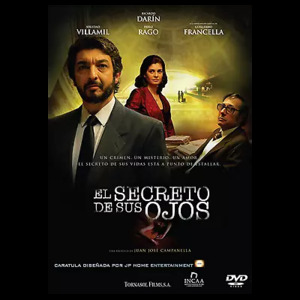 SOLEDAD
VILLAMIL
RICARDO
DARÍN
PABLO
RAGO
GUILLERMO
FRANCELLA
UN CRIMEN. UN MISTERIO. UN AMOR.
EL SECRETO DE SUS VIDAS ESTÁ A PUNTO DE ESTALLAR.
EL SECRETO
DE SUS OJOS
JUAN JOSÉ CAMPANELLA
CARATULA DISEÑADA POR JP HOME ENTERTAINMENT
TORNASOL FILMS, S.A.
INCAA
DVD